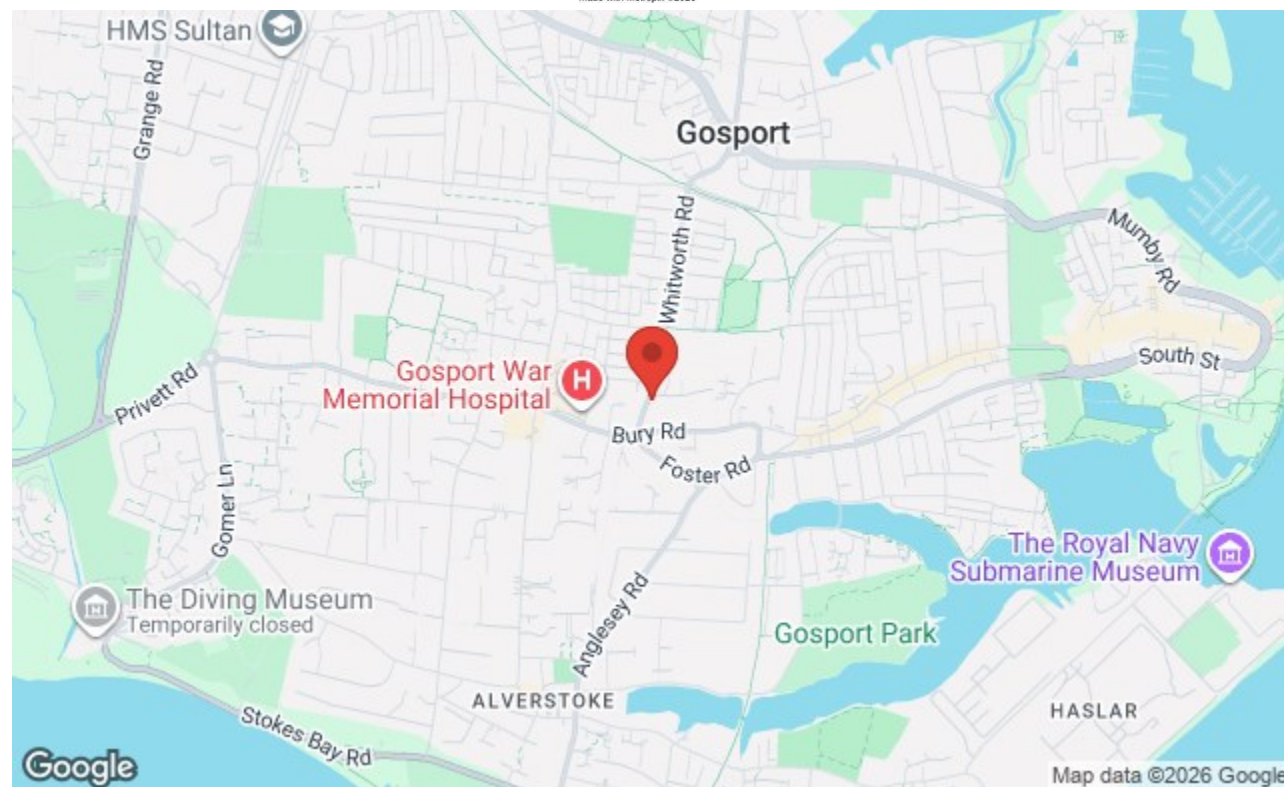 HMS Sultan
Grange Rd
Gosport
Whitworth Rd
Mumby Rd
South St
Privett Rd
Gosport War
Memorial Hospital
H
Bury Rd
Foster Rd
Gomer Ln
The Royal Navy
Submarine Museum
The Diving Museum
Temporarily closed
Anglesey Rd
Gosport Park
ALVERSTOKE
HASLAR
Stokes Bay Rd
Google
Map data ©2026 Google